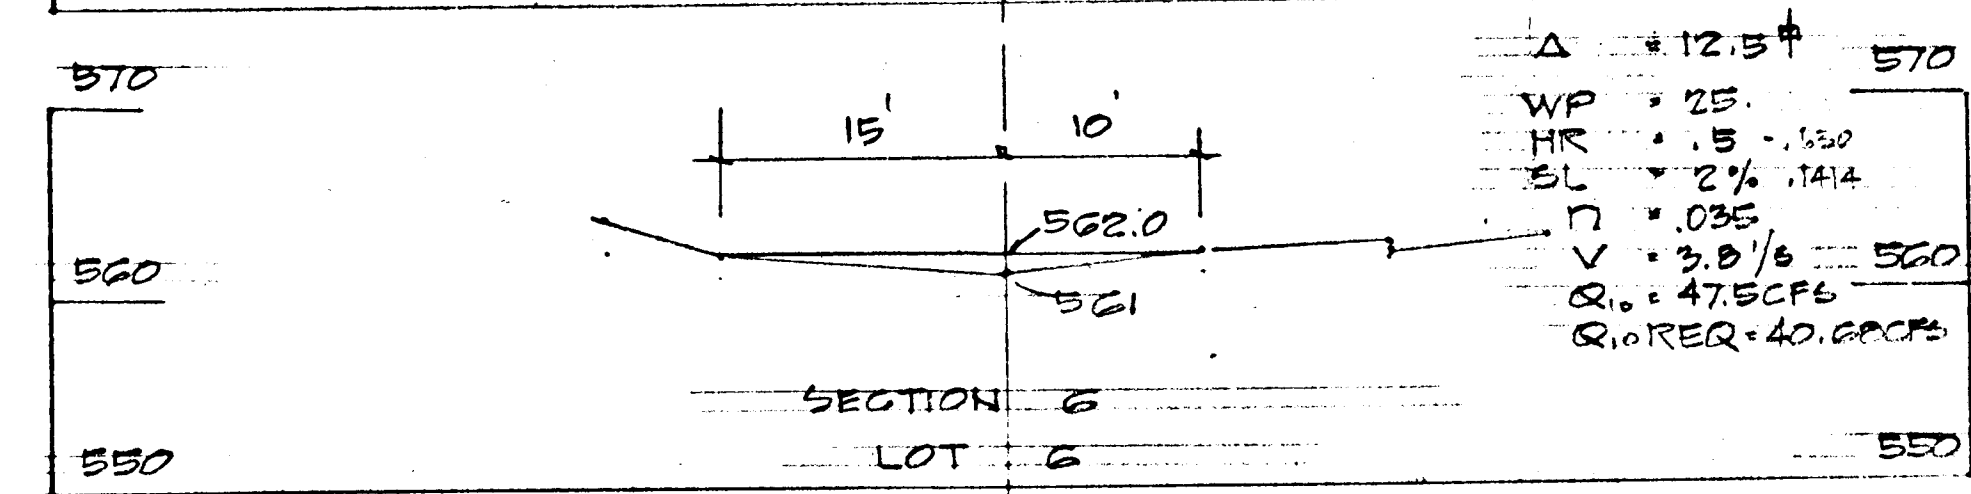 570
15' 10'
562.0
560
561
SECTION 6
LOT 6
550
Δ = 12.5
WP = 25.
HR = .5 - .630
SL = 2% .1414
n = .035
V = 3.8'/s
Q10 = 47.5CFS
Q10 REQ = 40.68CFS
570
560
550